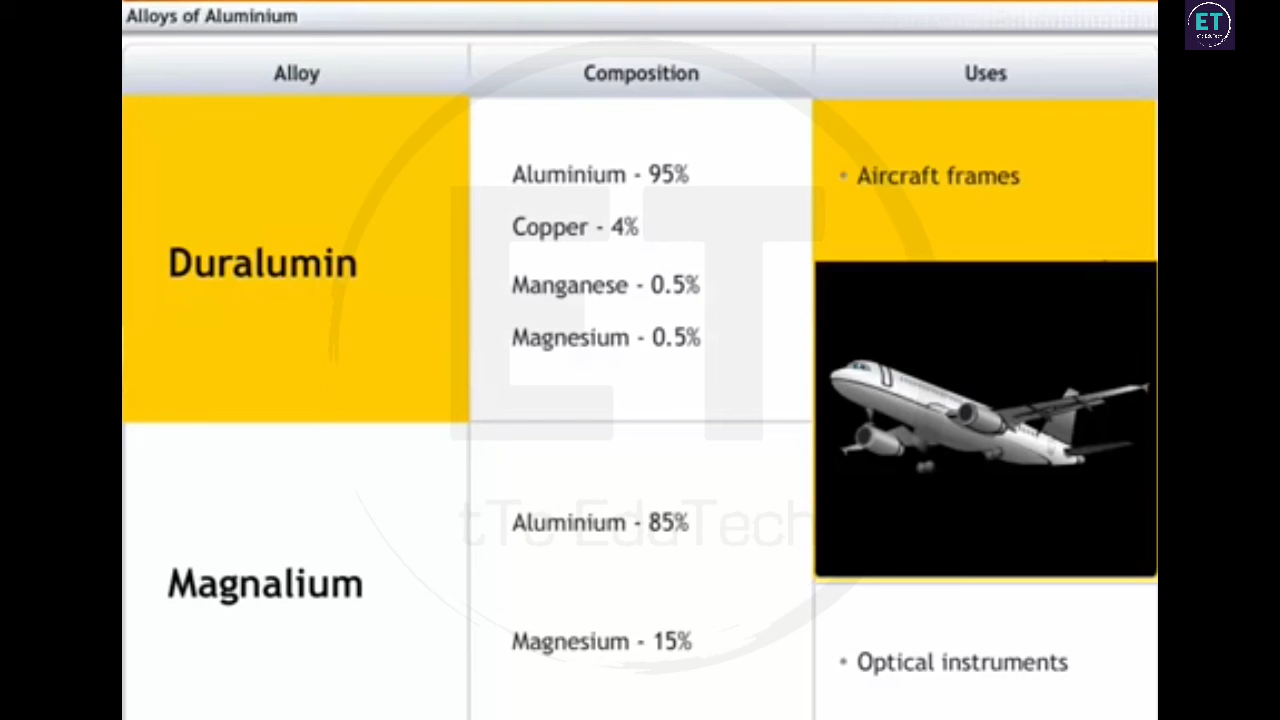 Alloys of Aluminium
ET
Alloy
Composition
Uses
Duralumin
Aluminium - 95%
Copper - 4%
Manganese - 0.5%
Magnesium - 0.5%
• Aircraft frames
ET
Magnalium
Aluminium - 85%
Magnesium - 15%
• Optical instruments